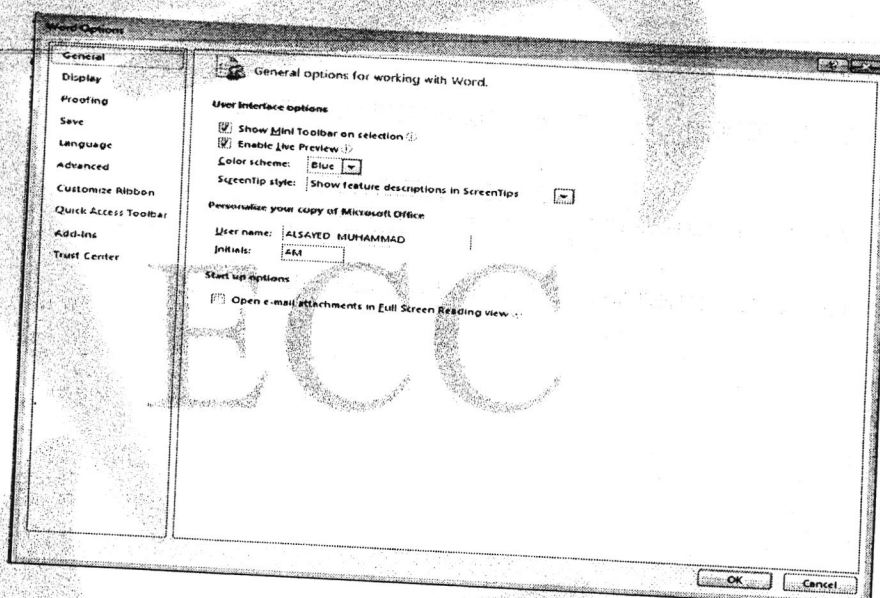 Word Options
General
Display
Proofing
Save
Language
Advanced
Customize Ribbon
Quick Access Toolbar
Add-Ins
Trust Center
General options for working with Word.
User Interface options
Show Mini Toolbar on selection
Enable Live Preview
Color scheme: Blue
ScreenTip style: Show feature descriptions in ScreenTips
Personalize your copy of Microsoft Office
User name: ALSAYED MUHAMMAD
Initials: AM
Start up options
Open e-mail attachments in Full Screen Reading view
ECC
OK Cancel